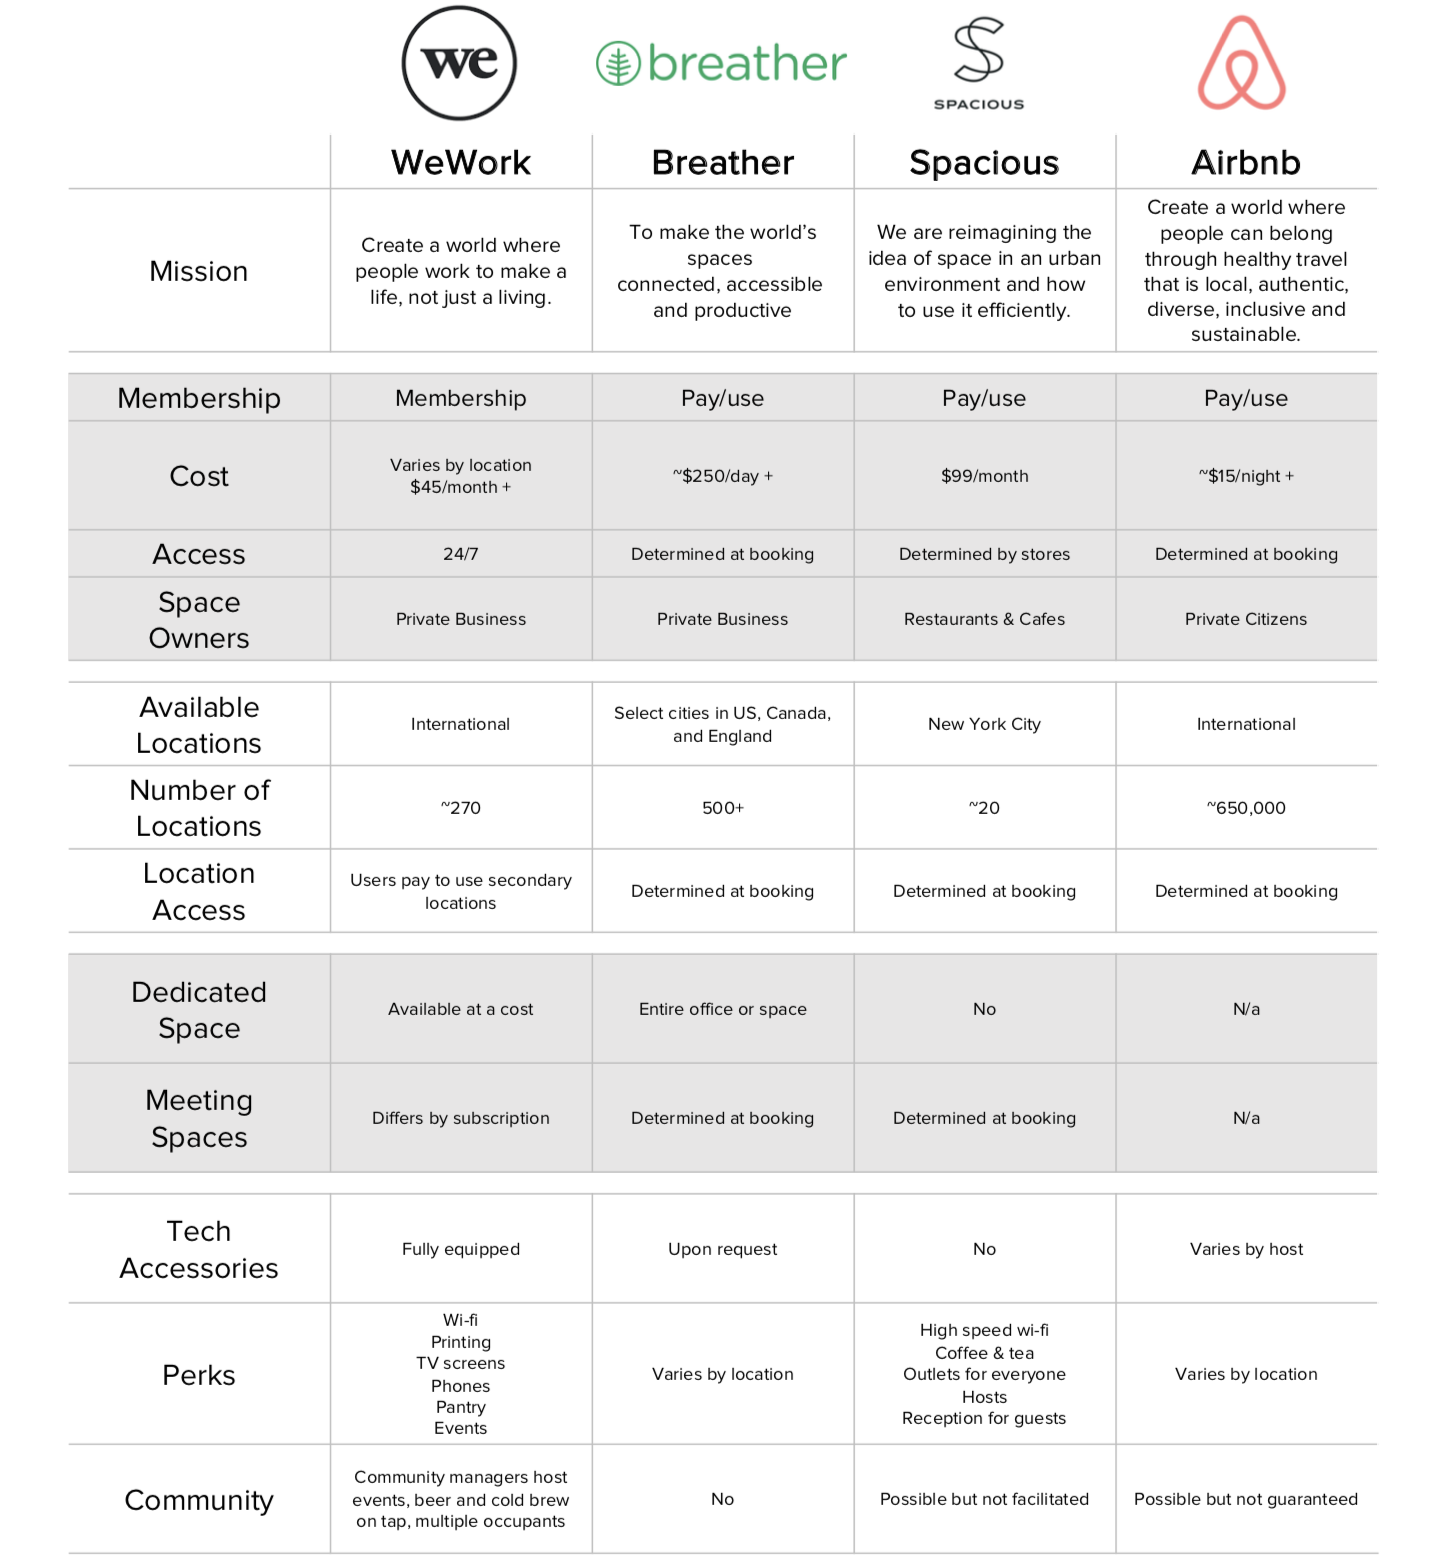 we
breather
SPACIOUS
WeWork
Breather
Spacious
Airbnb
Mission
Create a world where
people work to make a
life, not just a living.
To make the world’s
spaces
connected, accessible
and productive
We are reimagining the
idea of space in an urban
environment and how
to use it efficiently.
Create a world where
people can belong
through healthy travel
that is local, authentic,
diverse, inclusive and
sustainable.
Membership
Membership
Pay/use
Pay/use
Pay/use
Cost
Varies by location
$45/month +
~$250/day +
$99/month
~$15/night +
Access
24/7
Determined at booking
Determined by stores
Determined at booking
Space
Owners
Private Business
Private Business
Restaurants & Cafes
Private Citizens
Available
Locations
International
Select cities in US, Canada,
and England
New York City
International
Number of
Locations
~270
500+
~20
~650,000
Location
Access
Users pay to use secondary
locations
Determined at booking
Determined at booking
Determined at booking
Dedicated
Space
Available at a cost
Entire office or space
No
N/a
Meeting
Spaces
Differs by subscription
Determined at booking
Determined at booking
N/a
Tech
Accessories
Fully equipped
Upon request
No
Varies by host
Perks
Wi-fi
Printing
TV screens
Phones
Pantry
Events
Varies by location
High speed wi-fi
Coffee & tea
Outlets for everyone
Hosts
Reception for guests
Varies by location
Community
Community managers host
events, beer and cold brew
on tap, multiple occupants
No
Possible but not facilitated
Possible but not guaranteed